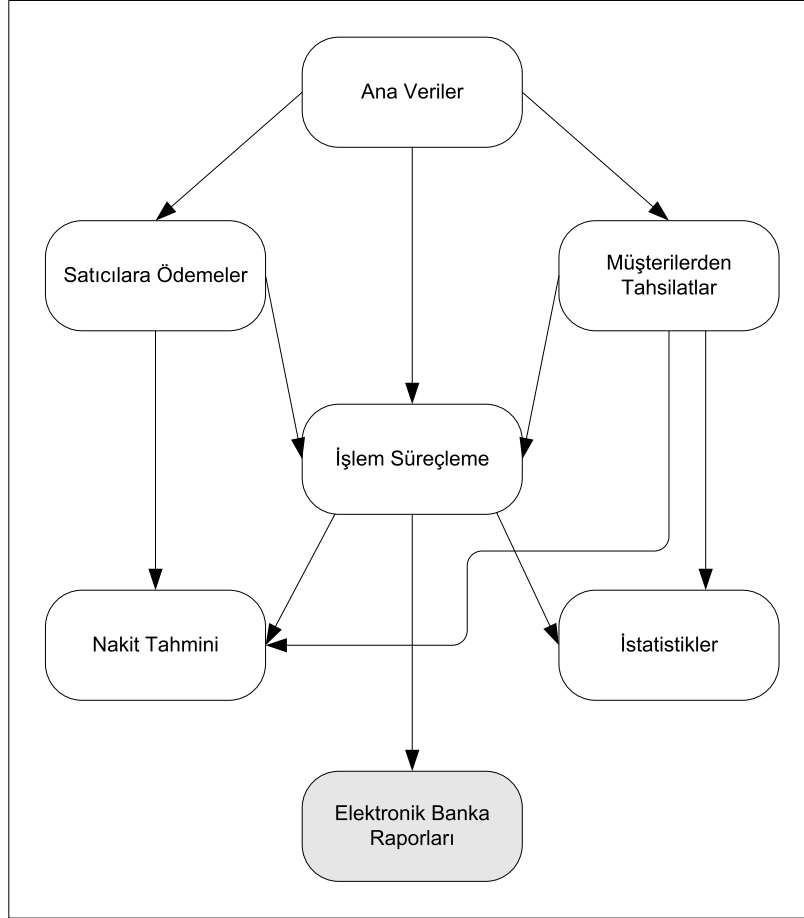 Ana Veriler
Satıcılara Ödemeler
Müşterilerden
Tahsilatlar
İşlem Süreçleme
Nakit Tahmini
İstatistikler
Elektronik Banka
Raporları